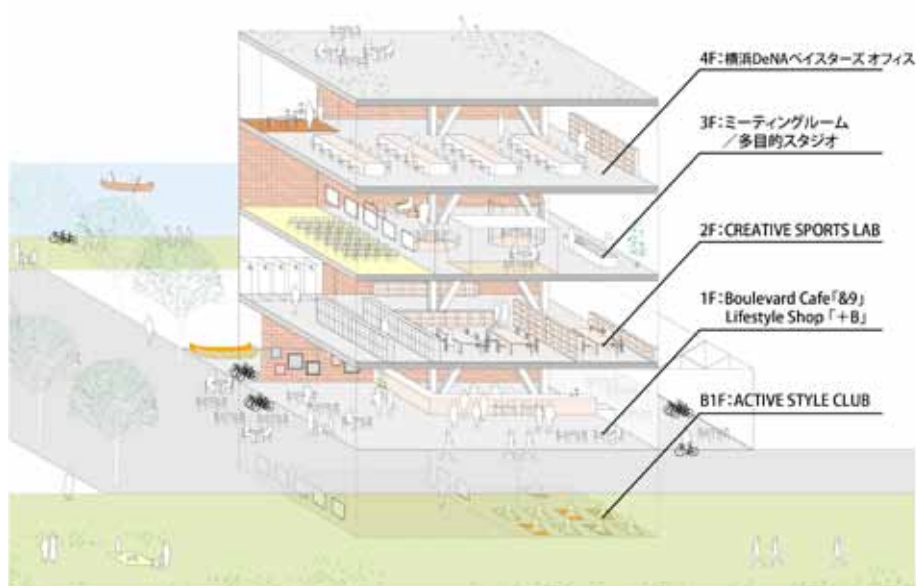 4F:横浜DeNAベイスターズ オフィス
3F:ミーティングルーム
／多目的スタジオ
2F:CREATIVE SPORTS LAB
1F:Boulevard Cafe「&9」
Lifestyle Shop「+B」
B1F:ACTIVE STYLE CLUB